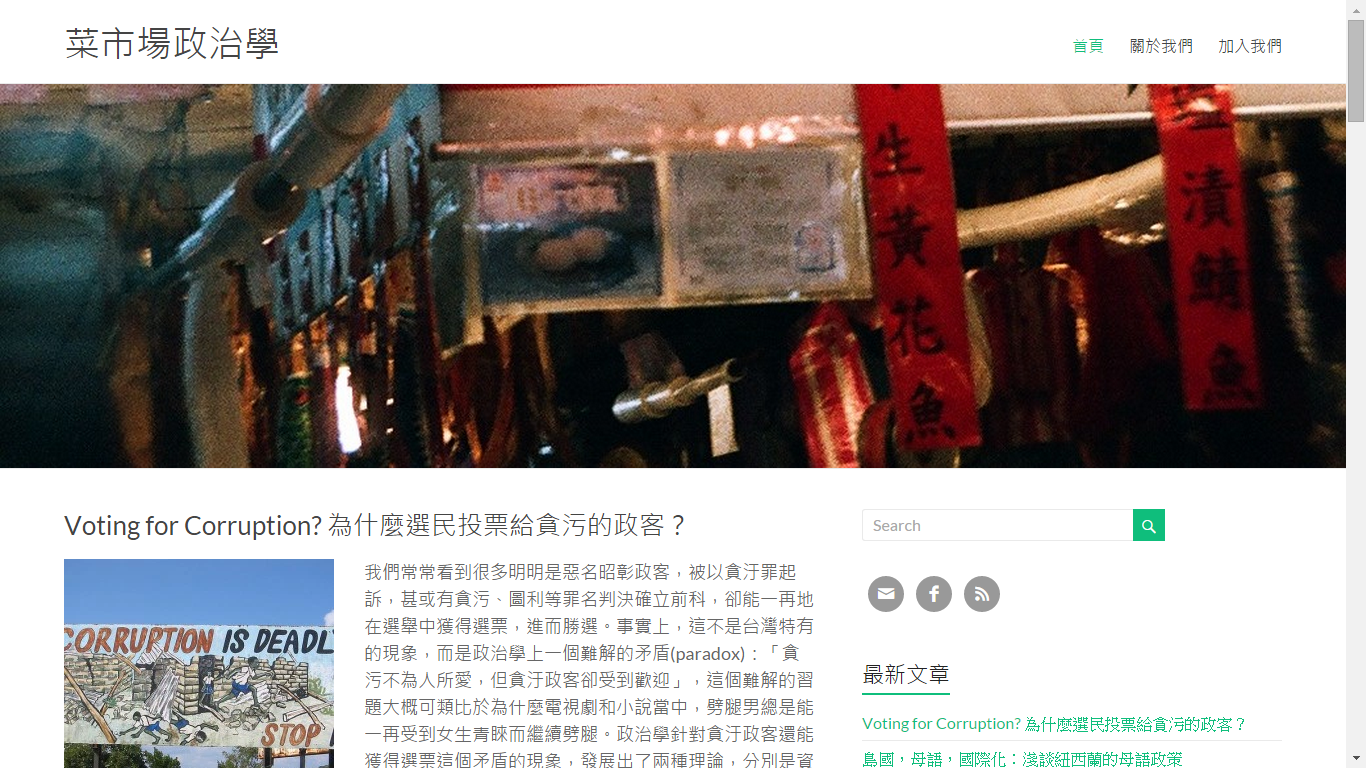 菜市場政治學
首頁 關於我們 加入我們
生黃花魚
鹽漬鯖魚
Voting for Corruption? 為什麼選民投票給貪污的政客？
Search
CORRUPTION IS DEADLY
STOP
我們常常看到很多明明是惡名昭彰政客，被以貪汙罪起
訴，甚或有貪污、圖利等罪名判決確立前科，卻能一再地
在選舉中獲得選票，進而勝選。事實上，這不是台灣特有
的現象，而是政治學上一個難解的矛盾(paradox)：「貪
污不為人所愛，但貪汙政客卻受到歡迎」，這個難解的習
題大概可類比於為什麼電視劇和小說當中，劈腿男總是能
一再受到女生青睞而繼續劈腿。政治學針對貪汙政客還能
獲得選票這個矛盾的現象，發展出了兩種理論，分別是資
最新文章
Voting for Corruption? 為什麼選民投票給貪污的政客？
島國，母語，國際化：淺談紐西蘭的母語政策